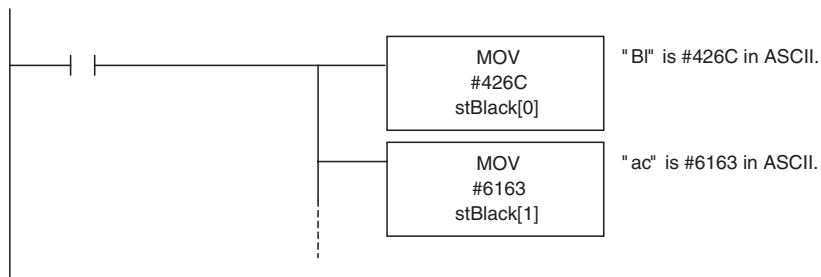 MOV
#426C
stBlack[0]
"Bl" is #426C in ASCII.
MOV
#6163
stBlack[1]
"ac" is #6163 in ASCII.